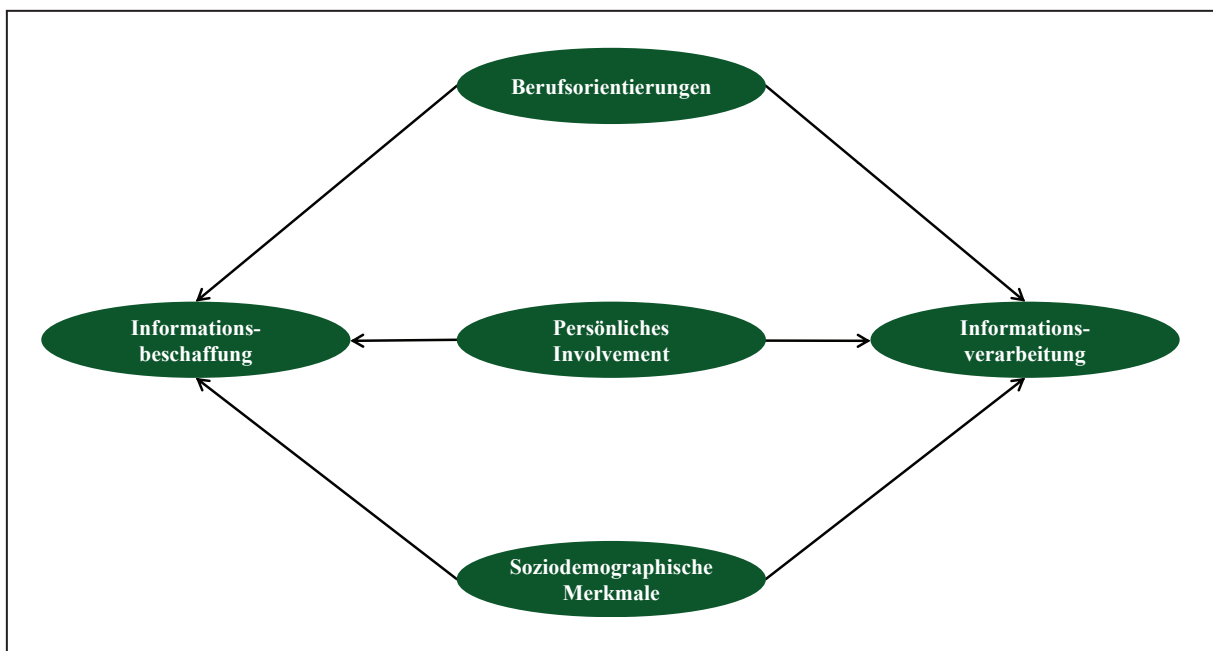 Berufsorientierungen
Informations-
beschaffung
Persönliches
Involvement
Informations-
verarbeitung
Soziodemographische
Merkmale